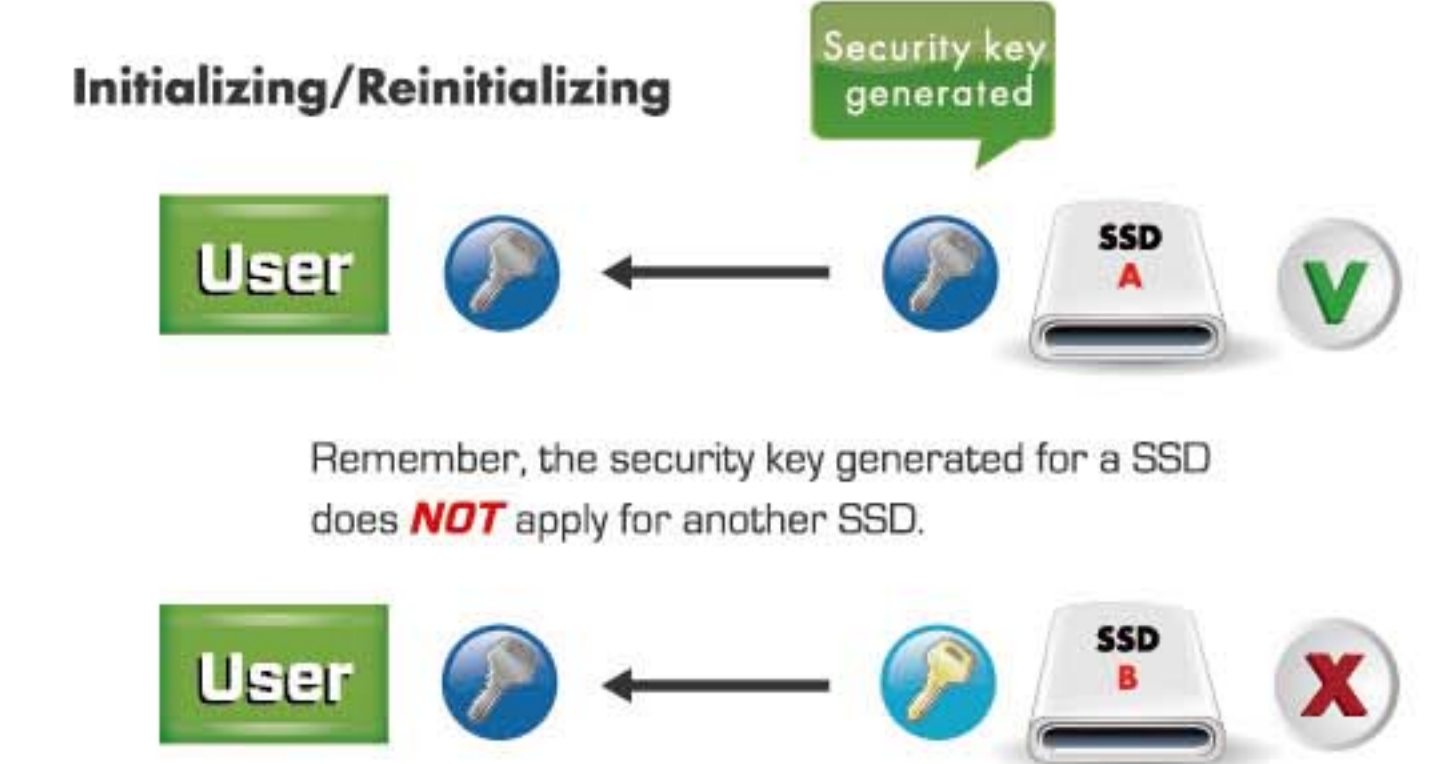 Initializing/Reinitializing
Security key
generated
User
SSD
A
V
Remember, the security key generated for a SSD
does NOT apply for another SSD.
User
SSD
B
X